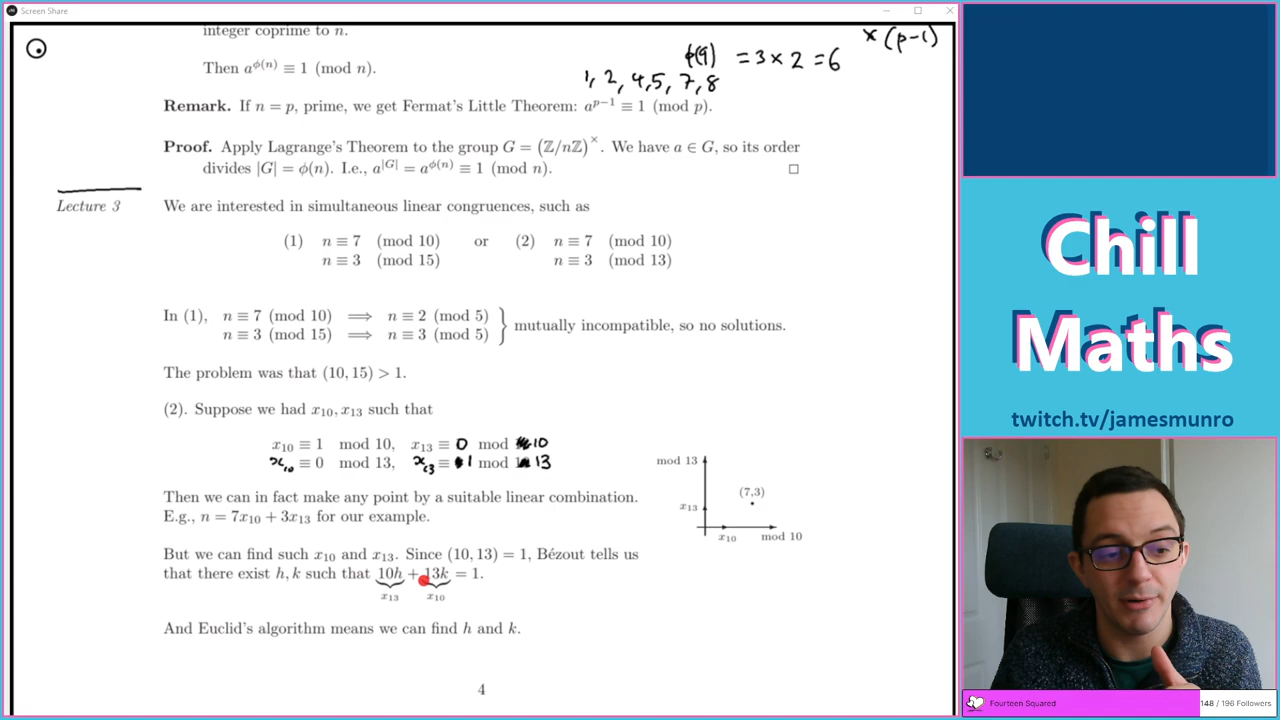 Screen Share
integer coprime to n.
Then a^ϕ(n) ≡ 1 (mod n).
ϕ(9) = 3 × 2 = 6
× (p-1)
1, 2, 4, 5, 7, 8
Remark. If n = p, prime, we get Fermat's Little Theorem: a^{p−1} ≡ 1 (mod p).
Proof. Apply Lagrange's Theorem to the group G = (ℤ/nℤ)^×. We have a ∈ G, so its order
divides |G| = ϕ(n). I.e., a^{|G|} = a^{ϕ(n)} ≡ 1 (mod n). □
Lecture 3 We are interested in simultaneous linear congruences, such as
(1) n ≡ 7 (mod 10) or (2) n ≡ 7 (mod 10)
n ≡ 3 (mod 15) n ≡ 3 (mod 13)
In (1), n ≡ 7 (mod 10) ⟹ n ≡ 2 (mod 5)
n ≡ 3 (mod 15) ⟹ n ≡ 3 (mod 5)
} mutually incompatible, so no solutions.
The problem was that (10, 15) > 1.
(2). Suppose we had x₁₀, x₁₃ such that
x₁₀ ≡ 1 mod 10, x₁₃ ≡ 0 mod 10
x₁₀ ≡ 0 mod 13, x₁₃ ≡ 1 mod 13
Then we can in fact make any point by a suitable linear combination.
E.g., n = 7x₁₀ + 3x₁₃ for our example.
mod 13
(7,3)
x₁₃
x₁₀ mod 10
But we can find such x₁₀ and x₁₃. Since (10, 13) = 1, Bézout tells us
that there exist h, k such that 10h + 13k = 1.
x₁₃ x₁₀
And Euclid's algorithm means we can find h and k.
4
Chill
Maths
twitch.tv/jamesmunro
Fourteen Squared
148 / 196 Followers